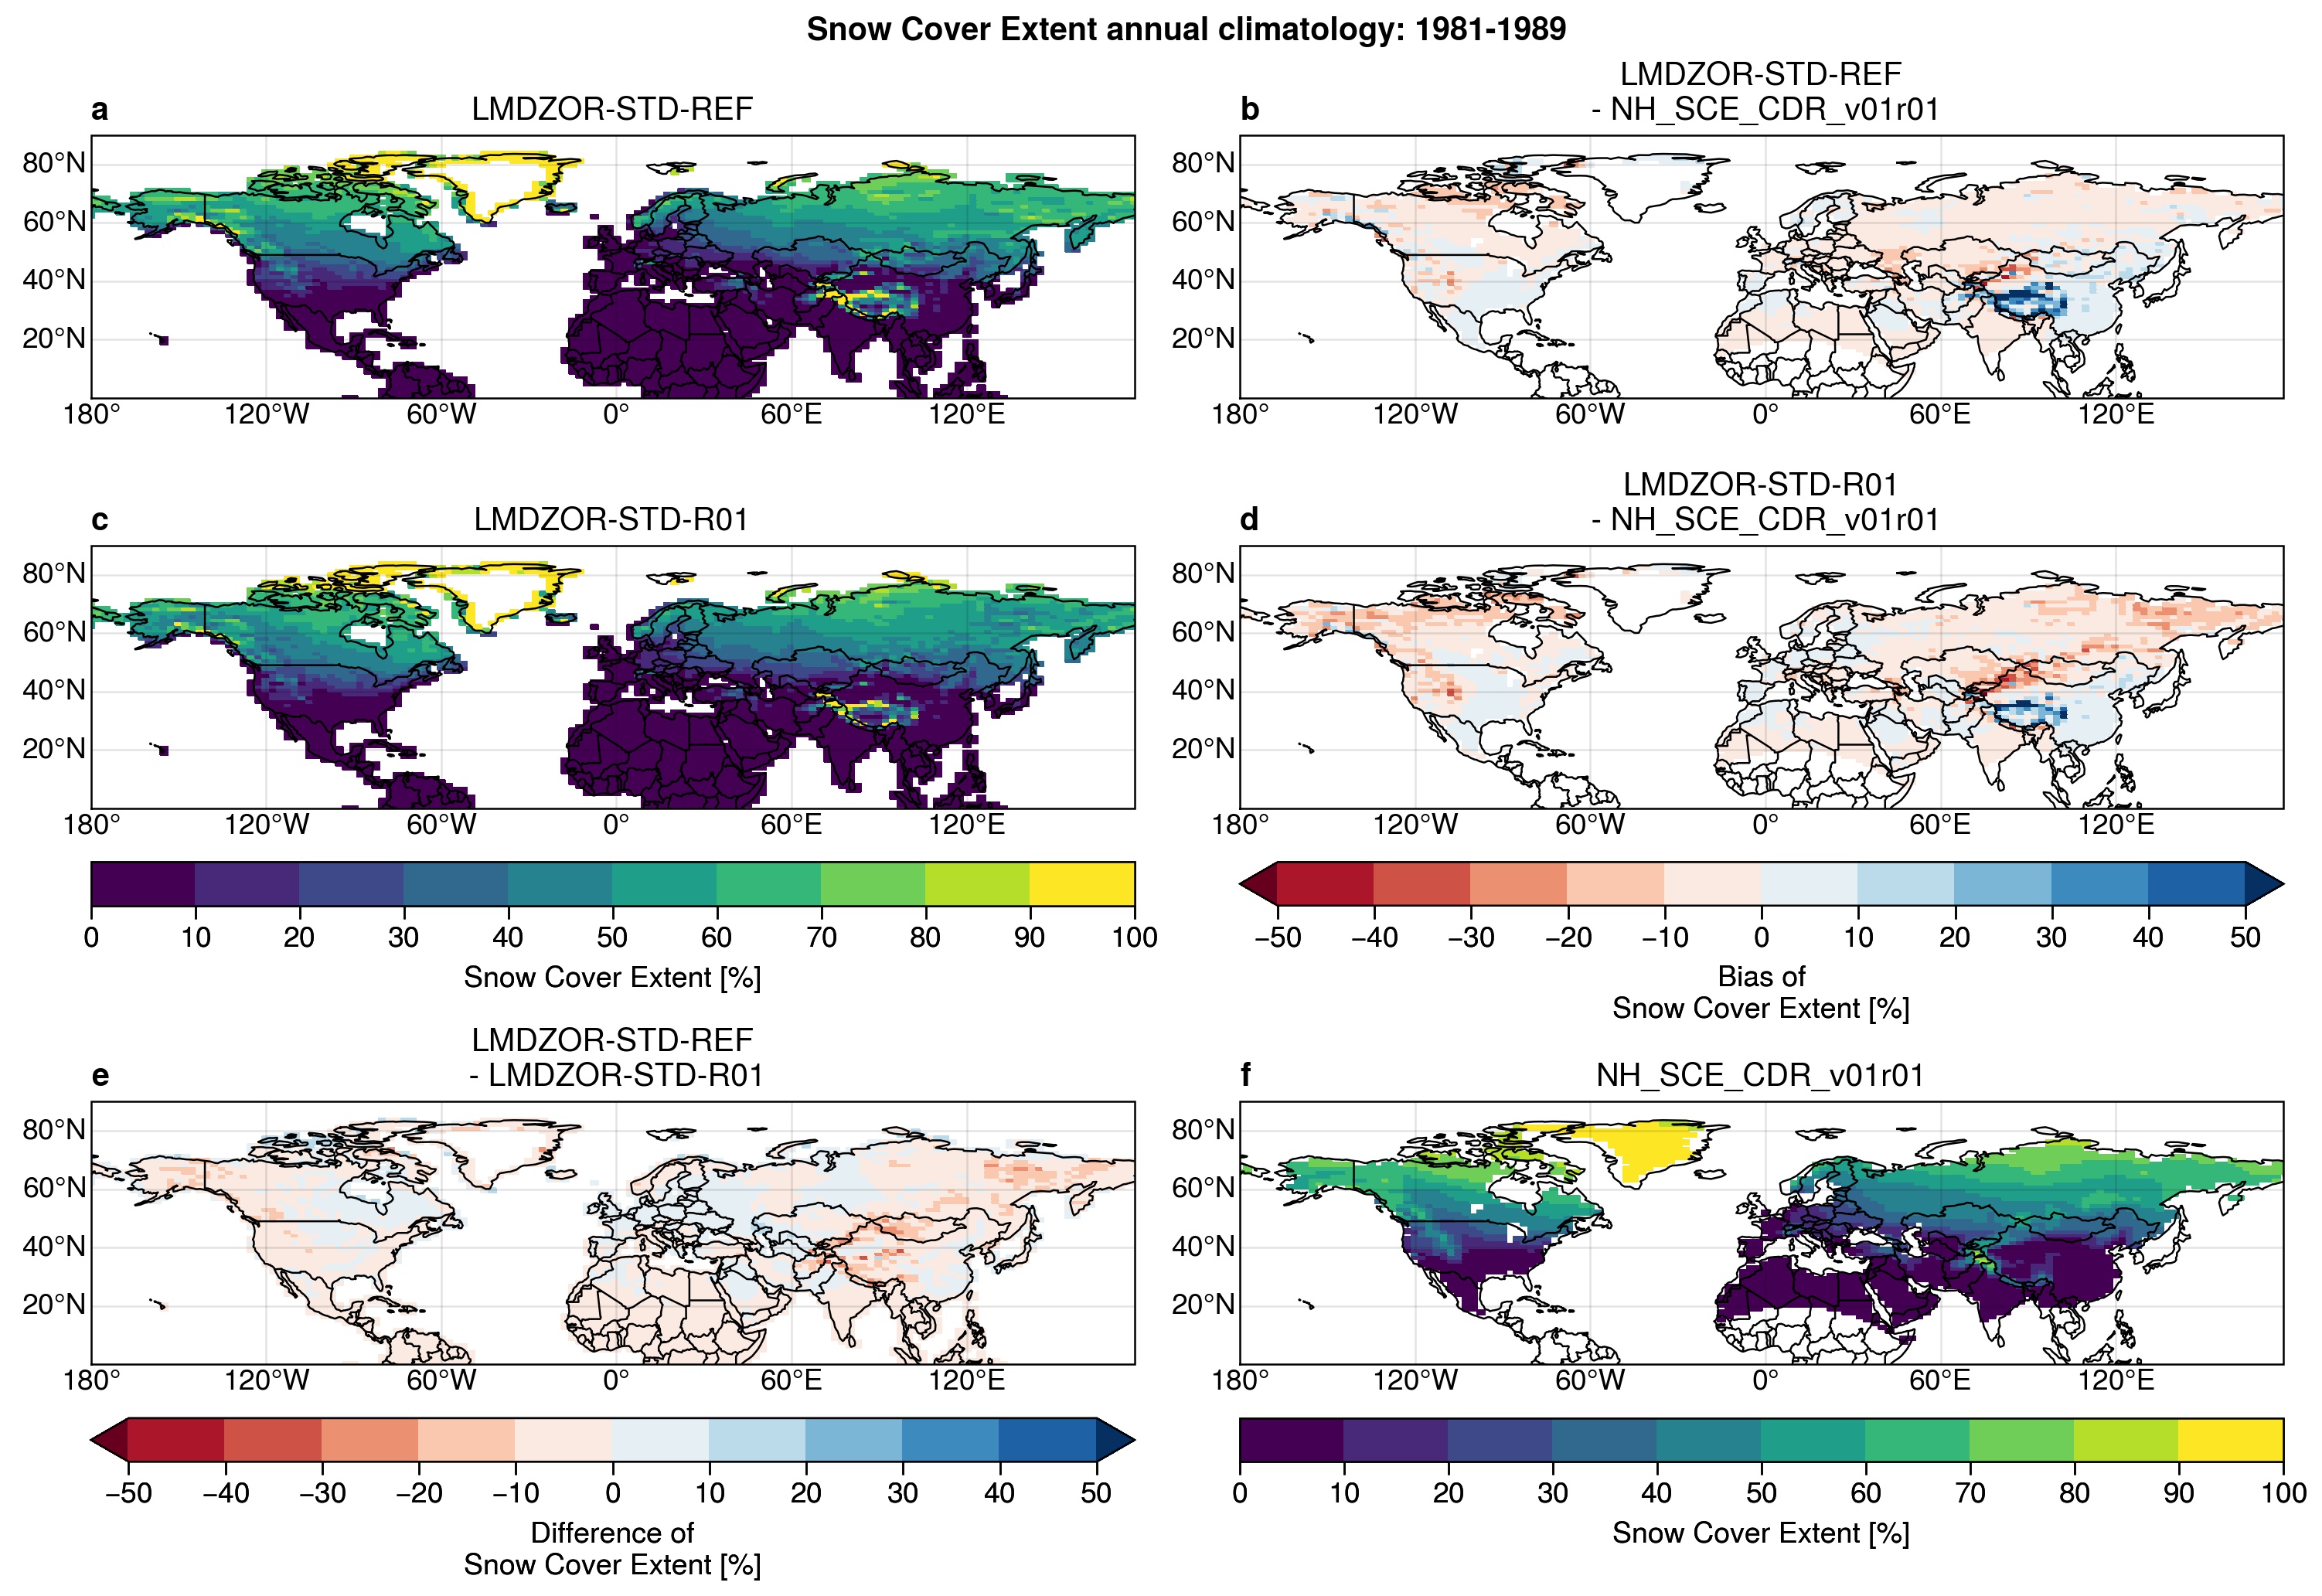 Snow Cover Extent annual climatology: 1981-1989
a
LMDZOR-STD-REF
80°N
60°N
40°N
20°N
180°
120°W
60°W
0°
60°E
120°E
b
LMDZOR-STD-REF
- NH_SCE_CDR_v01r01
80°N
60°N
40°N
20°N
180°
120°W
60°W
0°
60°E
120°E
c
LMDZOR-STD-R01
80°N
60°N
40°N
20°N
180°
120°W
60°W
0°
60°E
120°E
0 10 20 30 40 50 60 70 80 90 100
Snow Cover Extent [%]
d
LMDZOR-STD-R01
- NH_SCE_CDR_v01r01
80°N
60°N
40°N
20°N
180°
120°W
60°W
0°
60°E
120°E
−50 −40 −30 −20 −10 0 10 20 30 40 50
Bias of
Snow Cover Extent [%]
e
LMDZOR-STD-REF
- LMDZOR-STD-R01
80°N
60°N
40°N
20°N
180°
120°W
60°W
0°
60°E
120°E
−50 −40 −30 −20 −10 0 10 20 30 40 50
Difference of
Snow Cover Extent [%]
f
NH_SCE_CDR_v01r01
80°N
60°N
40°N
20°N
180°
120°W
60°W
0°
60°E
120°E
0 10 20 30 40 50 60 70 80 90 100
Snow Cover Extent [%]